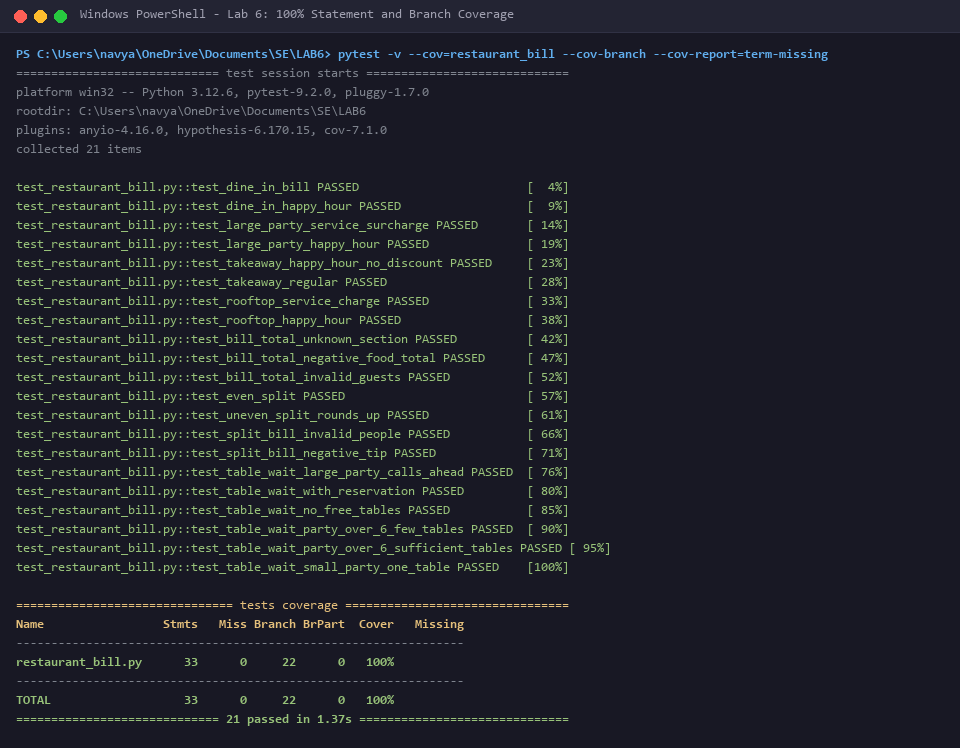 Windows PowerShell - Lab 6: 100% Statement and Branch Coverage
PS C:\Users\navya\OneDrive\Documents\SE\LAB6> pytest -v --cov=restaurant_bill --cov-branch --cov-report=term-missing
============================= test session starts =============================
platform win32 -- Python 3.12.6, pytest-9.2.0, pluggy-1.7.0
rootdir: C:\Users\navya\OneDrive\Documents\SE\LAB6
plugins: anyio-4.16.0, hypothesis-6.170.15, cov-7.1.0
collected 21 items
test_restaurant_bill.py::test_dine_in_bill PASSED                        [  4%]
test_restaurant_bill.py::test_dine_in_happy_hour PASSED                  [  9%]
test_restaurant_bill.py::test_large_party_service_surcharge PASSED       [ 14%]
test_restaurant_bill.py::test_large_party_happy_hour PASSED              [ 19%]
test_restaurant_bill.py::test_takeaway_happy_hour_no_discount PASSED     [ 23%]
test_restaurant_bill.py::test_takeaway_regular PASSED                    [ 28%]
test_restaurant_bill.py::test_rooftop_service_charge PASSED              [ 33%]
test_restaurant_bill.py::test_rooftop_happy_hour PASSED                  [ 38%]
test_restaurant_bill.py::test_bill_total_unknown_section PASSED          [ 42%]
test_restaurant_bill.py::test_bill_total_negative_food_total PASSED      [ 47%]
test_restaurant_bill.py::test_bill_total_invalid_guests PASSED           [ 52%]
test_restaurant_bill.py::test_even_split PASSED                          [ 57%]
test_restaurant_bill.py::test_uneven_split_rounds_up PASSED              [ 61%]
test_restaurant_bill.py::test_split_bill_invalid_people PASSED           [ 66%]
test_restaurant_bill.py::test_split_bill_negative_tip PASSED             [ 71%]
test_restaurant_bill.py::test_table_wait_large_party_calls_ahead PASSED  [ 76%]
test_restaurant_bill.py::test_table_wait_with_reservation PASSED         [ 80%]
test_restaurant_bill.py::test_table_wait_no_free_tables PASSED           [ 85%]
test_restaurant_bill.py::test_table_wait_party_over_6_few_tables PASSED  [ 90%]
test_restaurant_bill.py::test_table_wait_party_over_6_sufficient_tables PASSED [ 95%]
test_restaurant_bill.py::test_table_wait_small_party_one_table PASSED    [100%]
=============================== tests coverage ================================
Name                 Stmts   Miss Branch BrPart  Cover   Missing
----------------------------------------------------------------
restaurant_bill.py      33      0     22      0   100%
----------------------------------------------------------------
TOTAL                   33      0     22      0   100%
============================= 21 passed in 1.37s ==============================